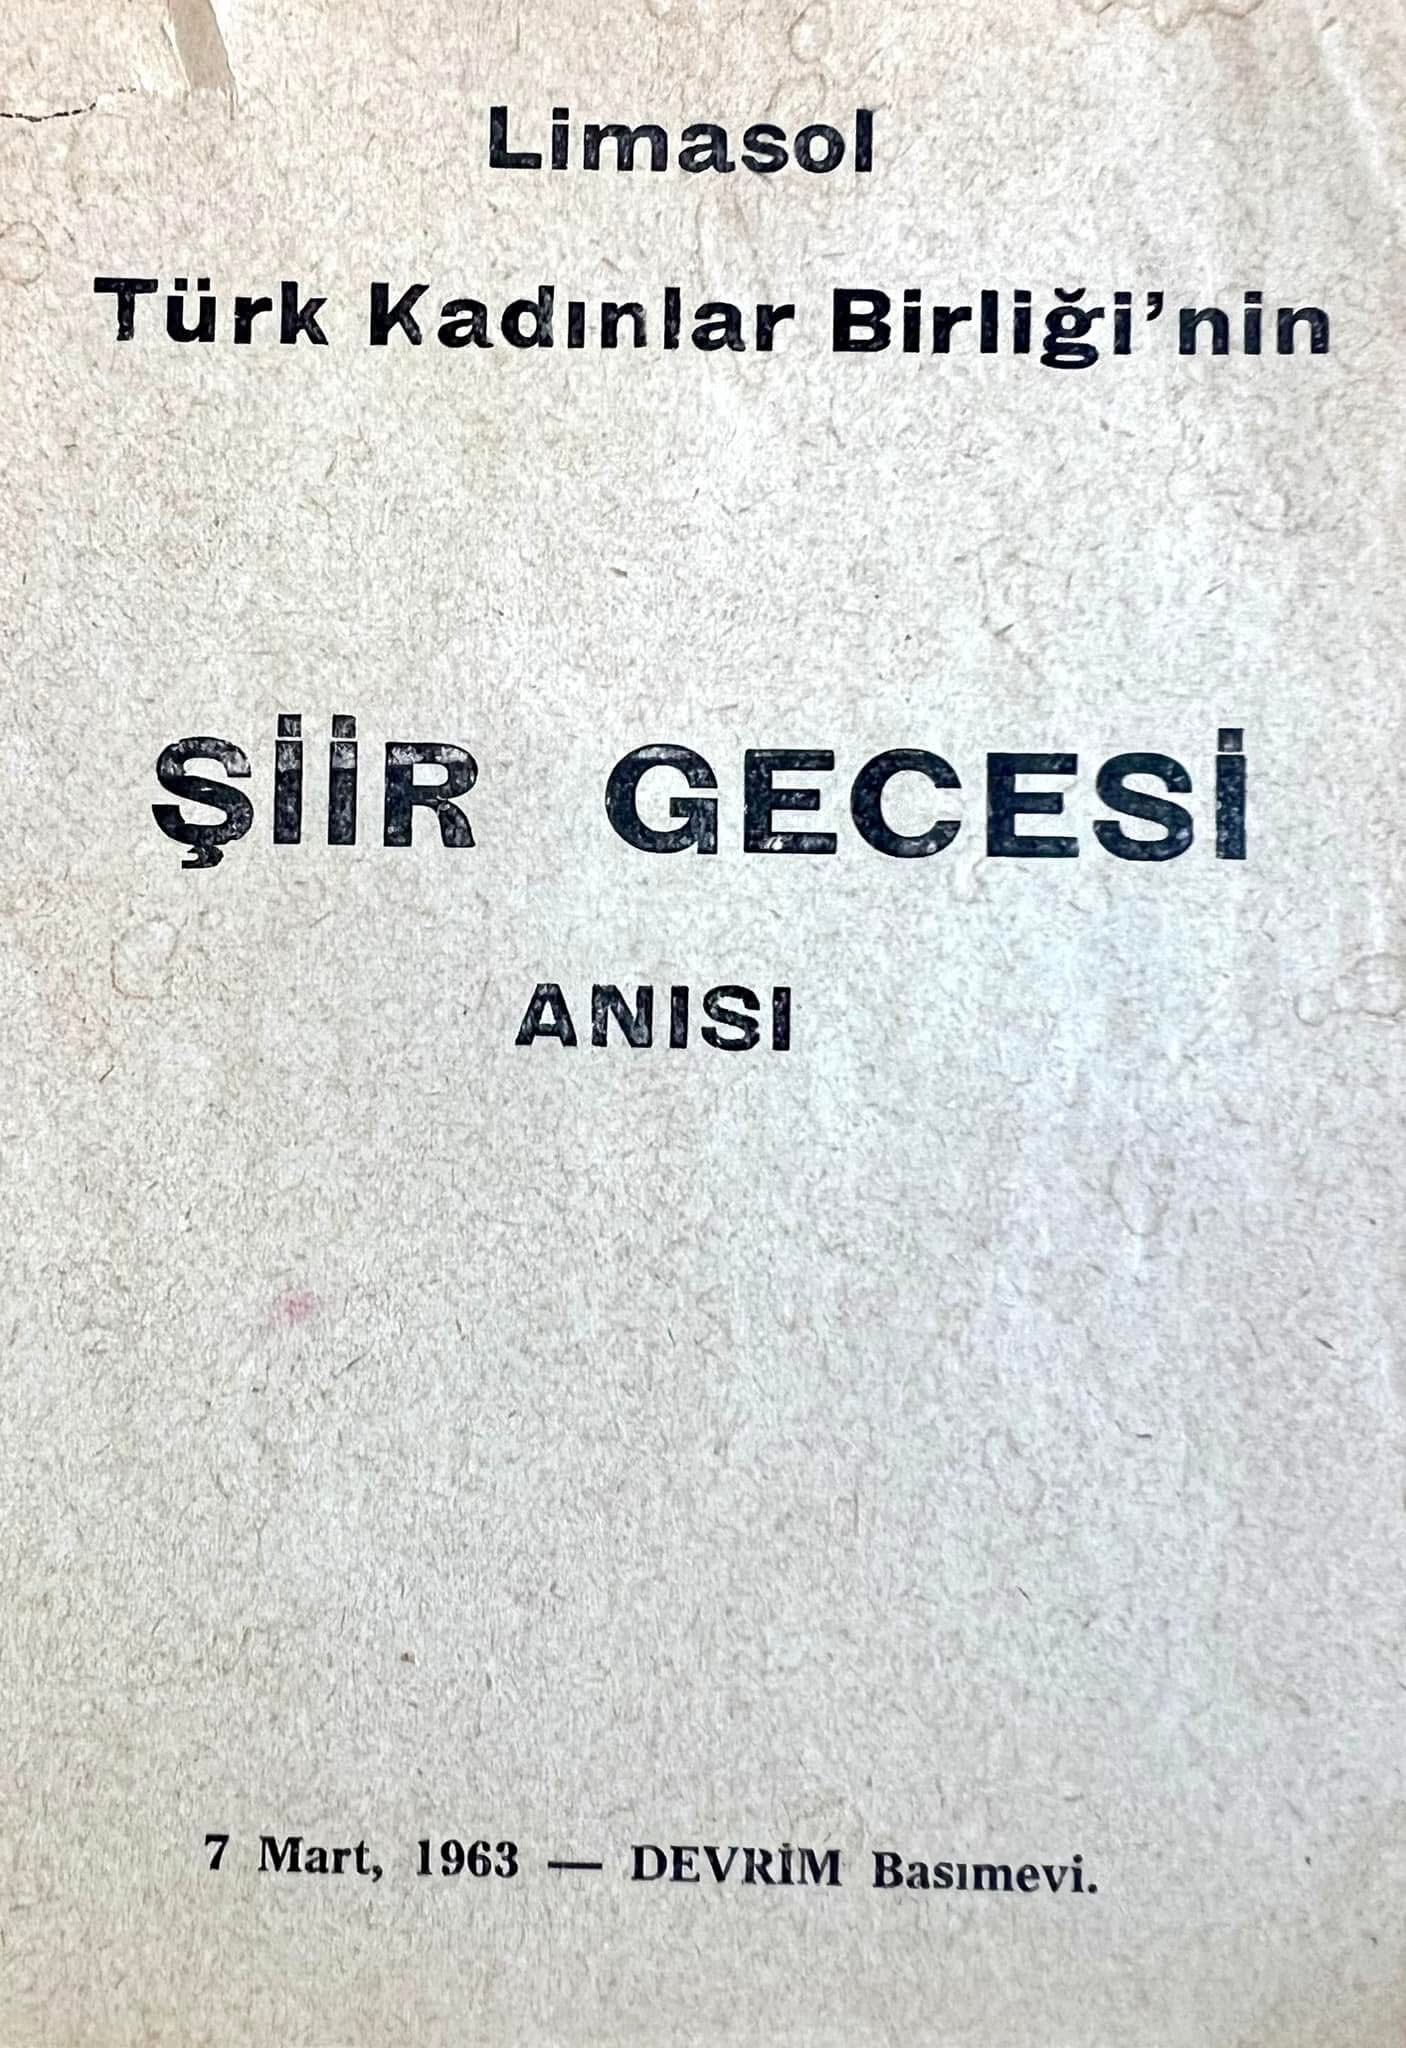 Limasol
Türk Kadınlar Birliği’nin
ŞİİR GECESİ
ANISI
7 Mart, 1963 — DEVRİM Basımevi.